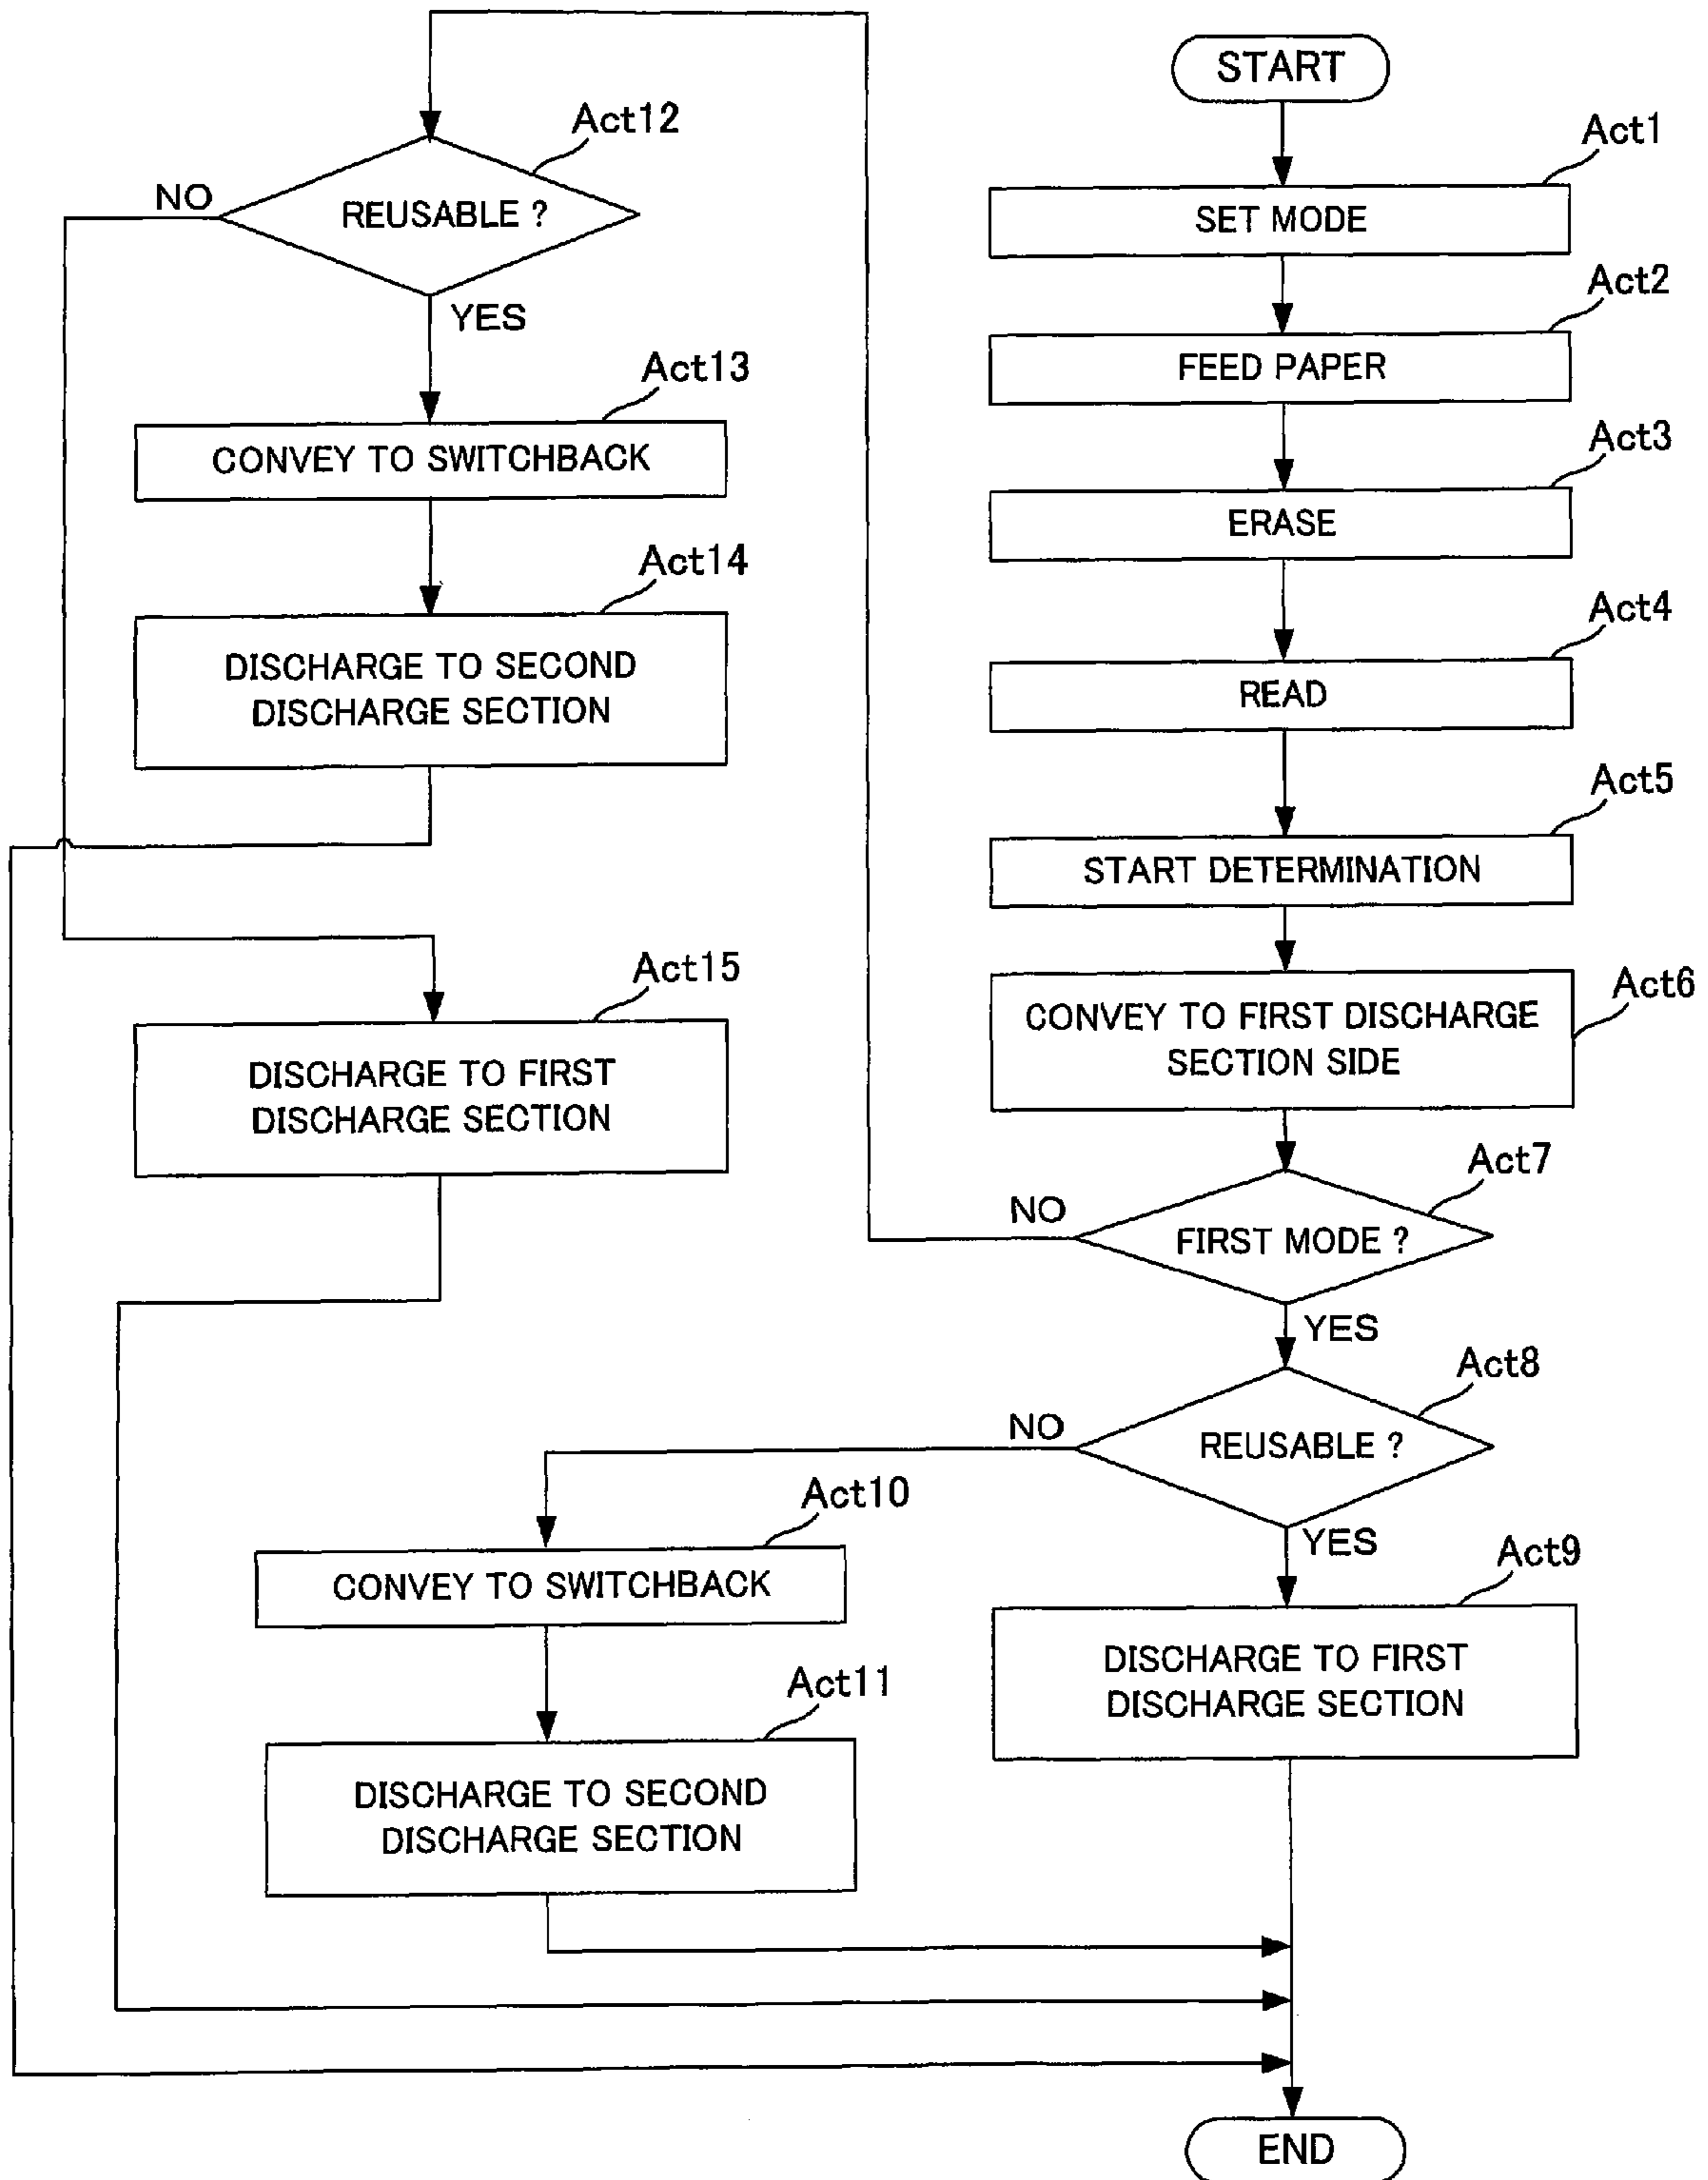 START
Act1
SET MODE
Act2
FEED PAPER
Act3
ERASE
Act4
READ
Act5
START DETERMINATION
Act6
CONVEY TO FIRST DISCHARGE
SECTION SIDE
Act7
FIRST MODE ?
NO
YES
Act8
REUSABLE ?
NO
YES
Act9
DISCHARGE TO FIRST
DISCHARGE SECTION
Act10
CONVEY TO SWITCHBACK
Act11
DISCHARGE TO SECOND
DISCHARGE SECTION
Act12
REUSABLE ?
NO
YES
Act13
CONVEY TO SWITCHBACK
Act14
DISCHARGE TO SECOND
DISCHARGE SECTION
Act15
DISCHARGE TO FIRST
DISCHARGE SECTION
END